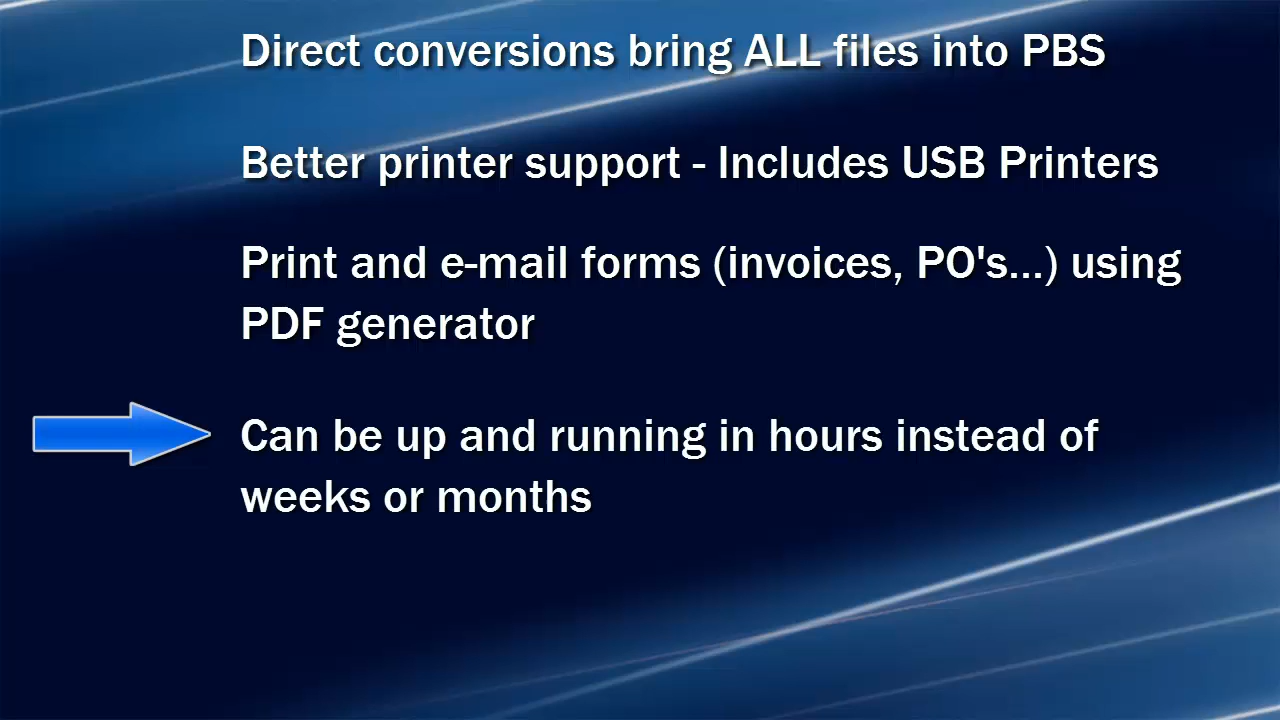 Direct conversions bring ALL files into PBS
Better printer support - Includes USB Printers
Print and e-mail forms (invoices, PO's...) using
PDF generator
Can be up and running in hours instead of
weeks or months